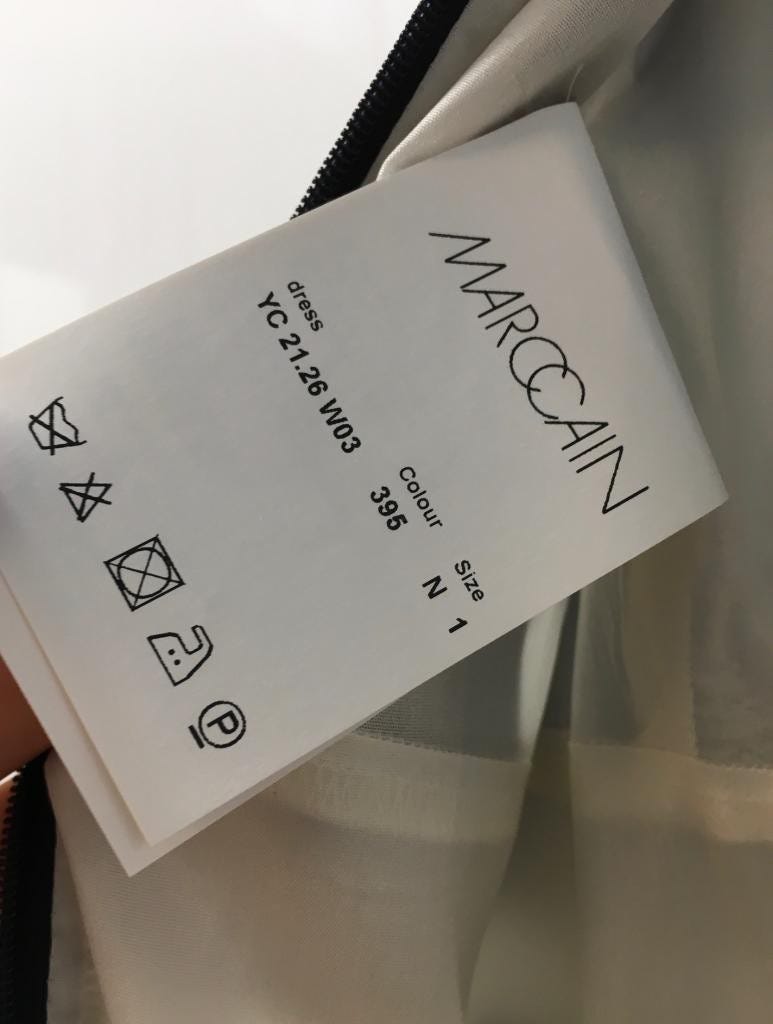 MARCCAIN
dress Colour Size
YC 21.26 W03 395 N 1
P